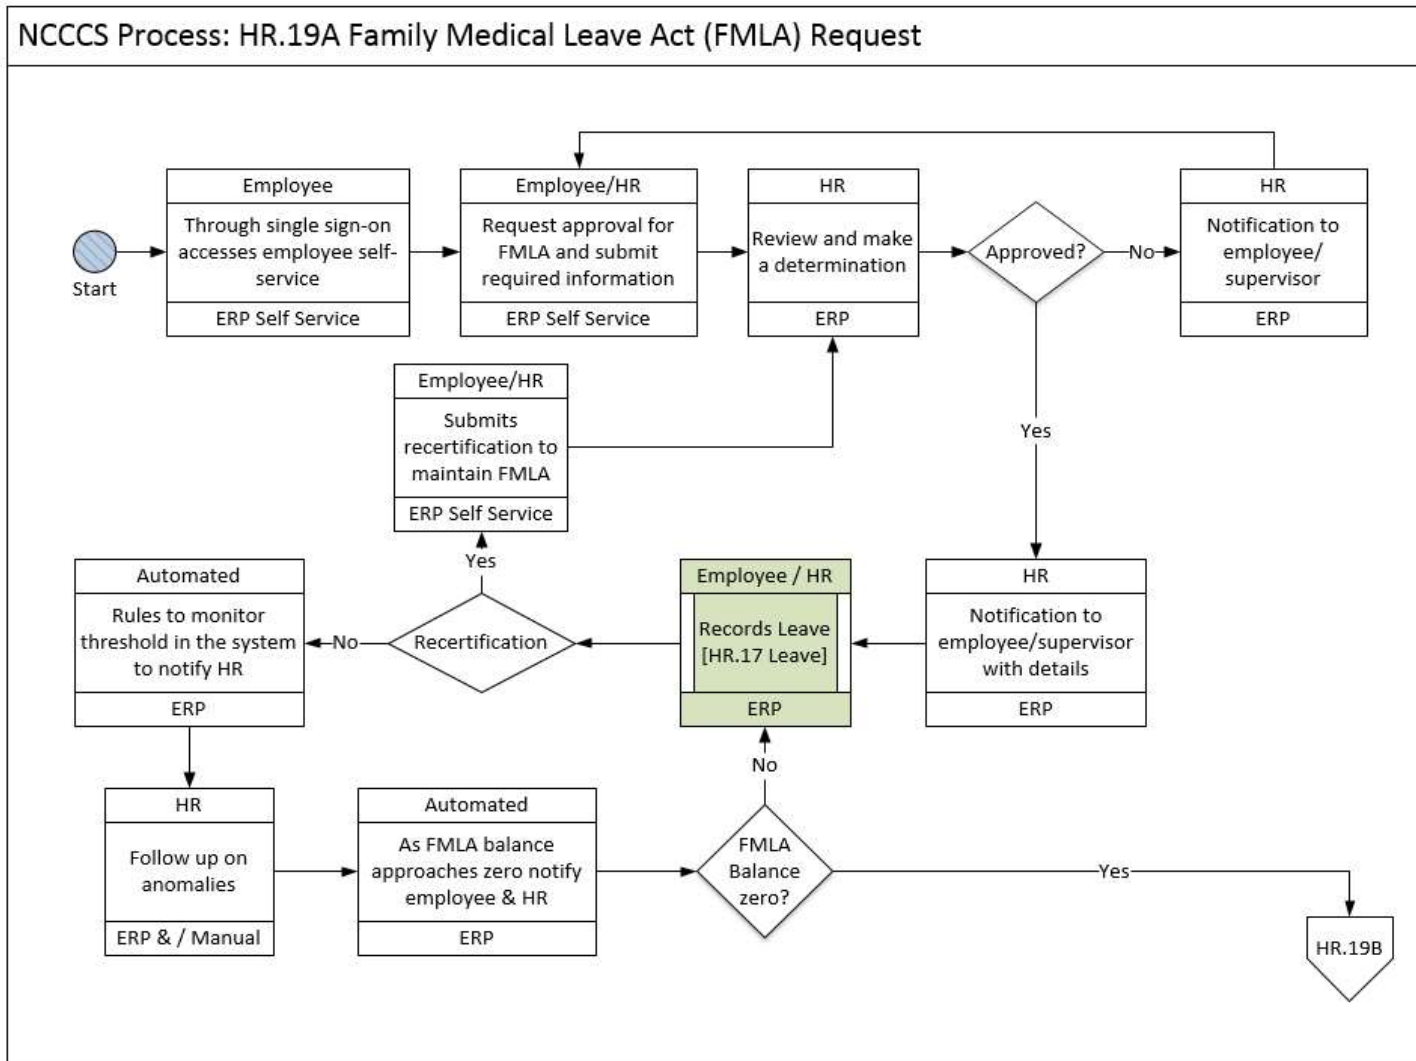 NCCCS Process: HR.19A Family Medical Leave Act (FMLA) Request
Start
Employee
Through single sign-on
accesses employee self-
service
ERP Self Service
Employee/HR
Request approval for
FMLA and submit
required information
ERP Self Service
HR
Review and make
a determination
ERP
Approved?
No
HR
Notification to
employee/
supervisor
ERP
Yes
Employee/HR
Submits
recertification to
maintain FMLA
ERP Self Service
Yes
Automated
Rules to monitor
threshold in the system
to notify HR
ERP
No
Recertification
Employee / HR
Records Leave
[HR.17 Leave]
ERP
HR
Notification to
employee/supervisor
with details
ERP
No
HR
Follow up on
anomalies
ERP & / Manual
Automated
As FMLA balance
approaches zero notify
employee & HR
ERP
FMLA
Balance
zero?
Yes
HR.19B